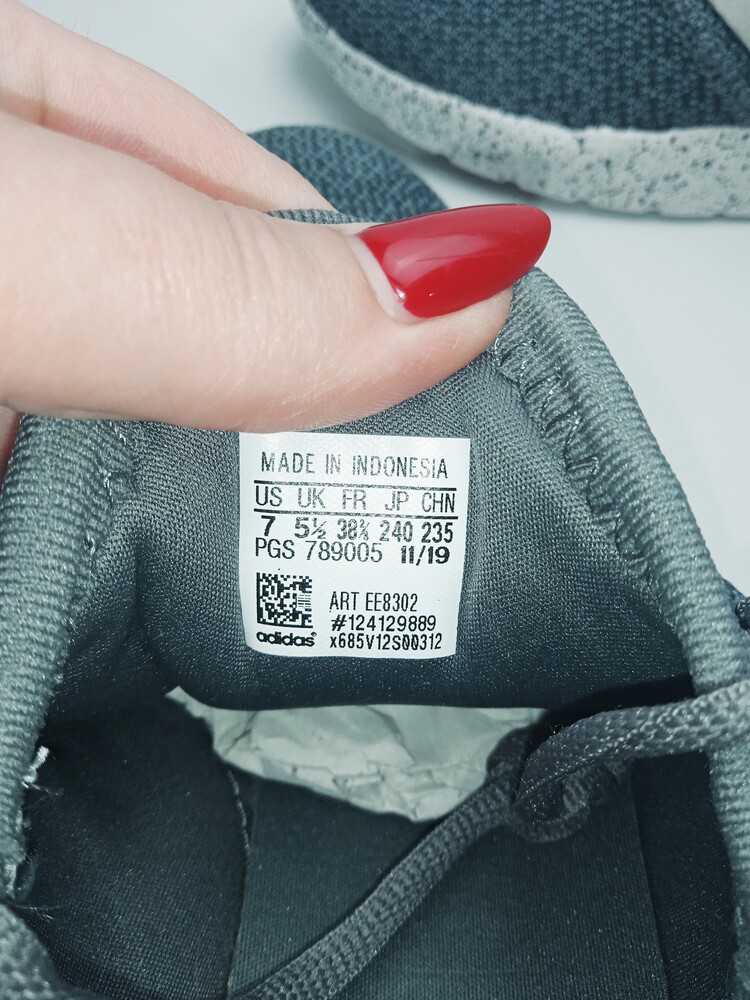 MADE IN INDONESIA
US UK FR JP CHN
7 5½ 38⅔ 240 235
PGS 789005 11/19
ART EE8302
#124129889
adidas® x685V12S00312